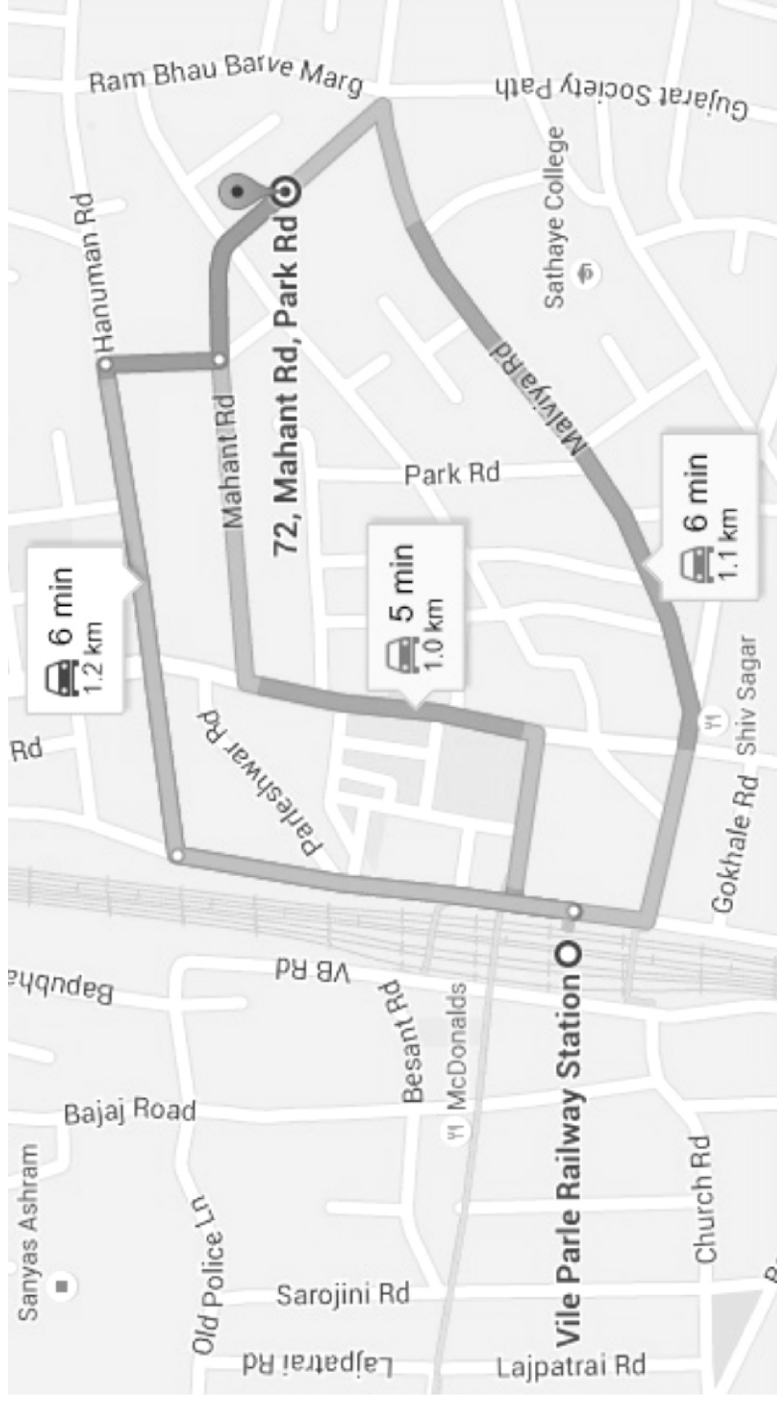 Ram Bhau Barve Marg
Gujarat Society Path
Hanuman Rd
Sathaye College
72, Mahant Rd, Park Rd
Mahant Rd
Malviya Rd
Park Rd
6 min
1.2 km
5 min
1.0 km
6 min
1.1 km
Rd
Parleshwar Rd
Shiv Sagar
Gokhale Rd
VB Rd
Bapubha
Besant Rd
McDonalds
Vile Parle Railway Station
Bajaj Road
Sanyas Ashram
Old Police Ln
Church Rd
Sarojini Rd
Lajpatrai Rd
Lajpatrai Rd